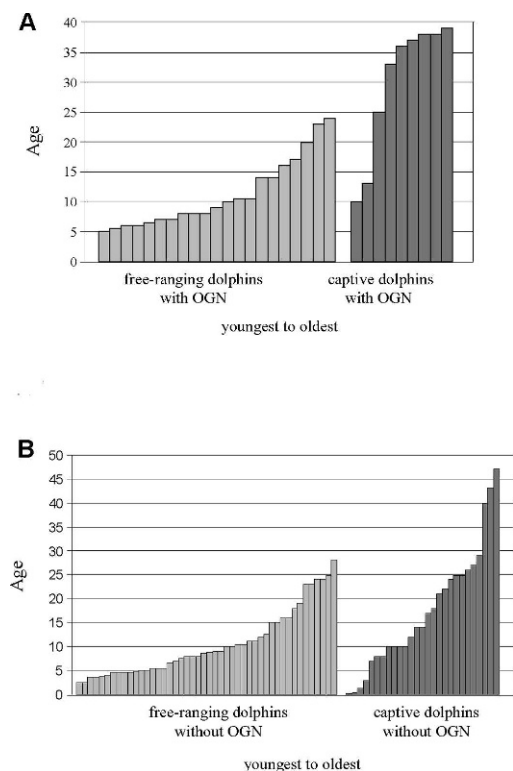 A
40
35
30
25
20
15
10
5
0
Age
free-ranging dolphins captive dolphins
with OGN with OGN
youngest to oldest
B
50
45
40
35
30
25
20
15
10
5
0
Age
free-ranging dolphins captive dolphins
without OGN without OGN
youngest to oldest